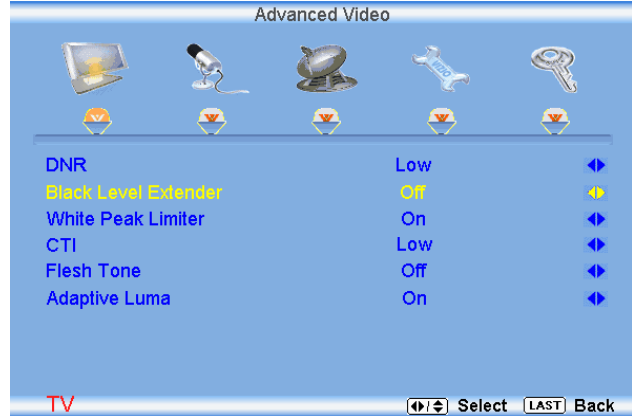 Advanced Video
VIZIO
DNR Low
Black Level Extender Off
White Peak Limiter On
CTI Low
Flesh Tone Off
Adaptive Luma On
TV Select LAST Back